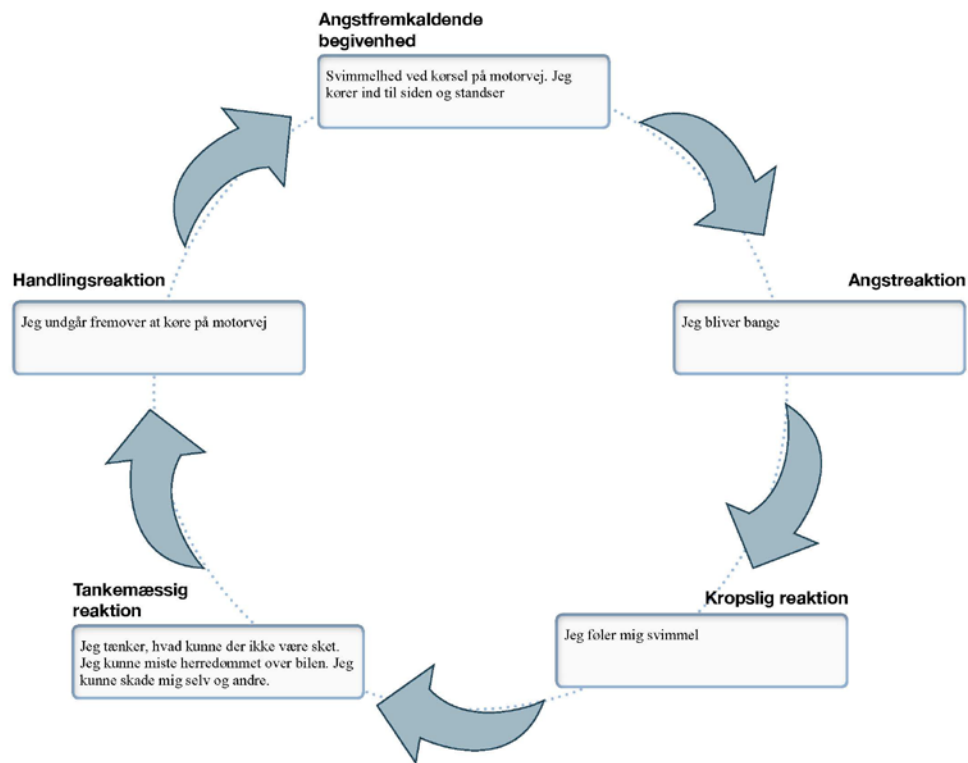 Angstfremkaldende
begivenhed
Svimmelhed ved kørsel på motorvej. Jeg
kører ind til siden og standser
Angstreaktion
Jeg bliver bange
Kropslig reaktion
Jeg føler mig svimmel
Tankemæssig
reaktion
Jeg tænker, hvad kunne der ikke være sket.
Jeg kunne miste herredømmet over bilen. Jeg
kunne skade mig selv og andre.
Handlingsreaktion
Jeg undgår fremover at køre på motorvej